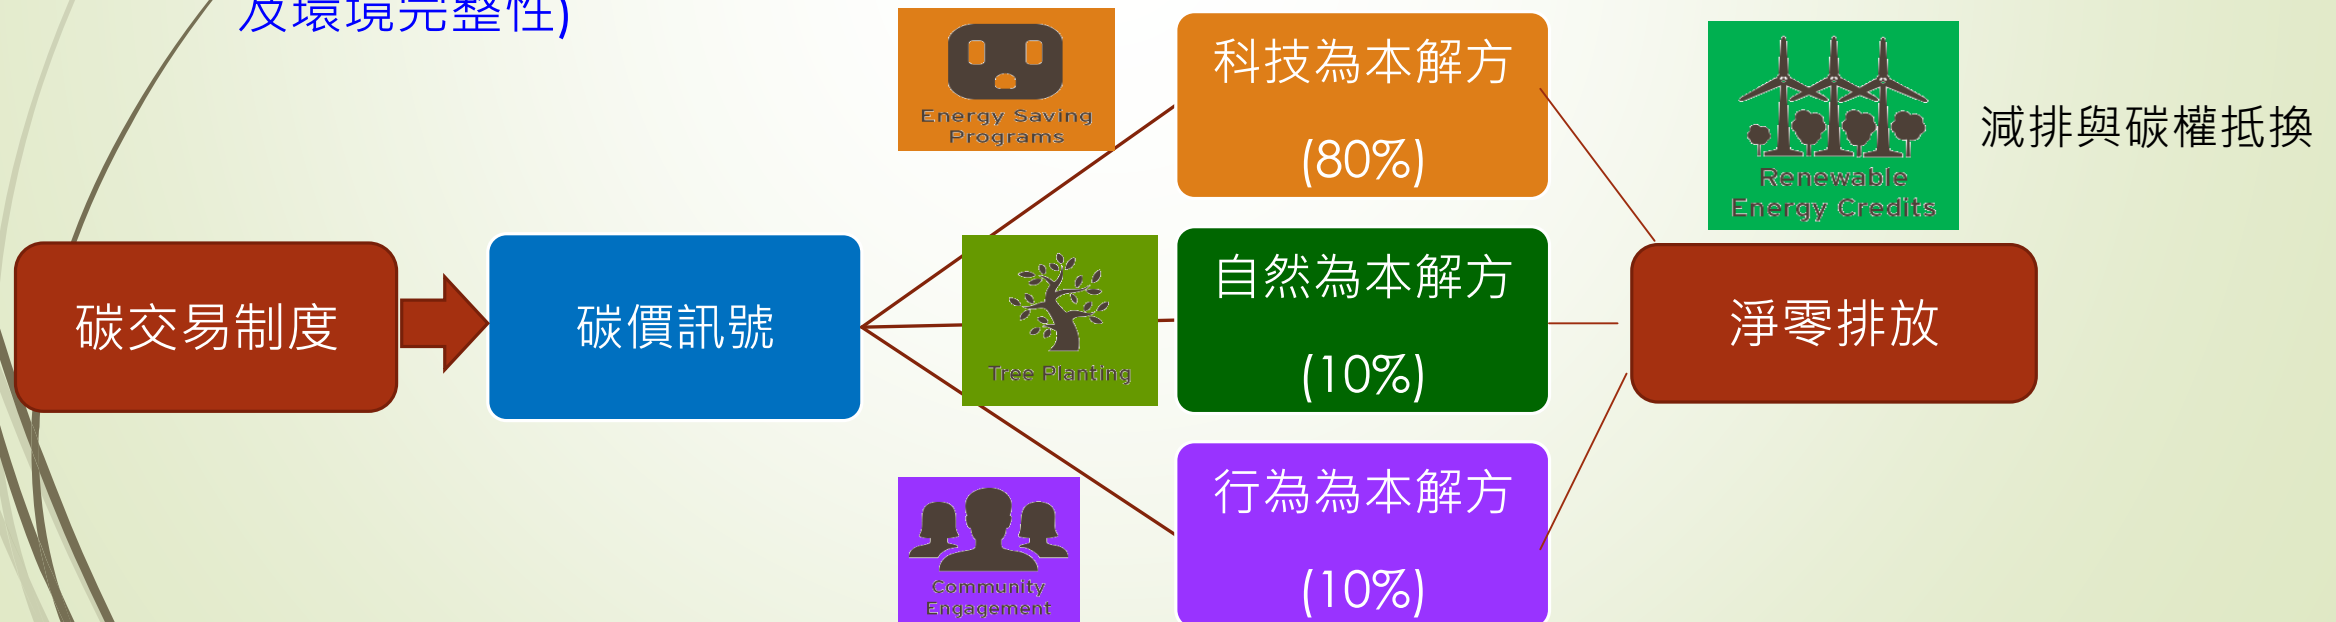 及環境完整性)
Energy Saving
Programs
科技為本解方
(80%)
Renewable
Energy Credits
減排與碳權抵換
碳交易制度
碳價訊號
Tree Planting
自然為本解方
(10%)
淨零排放
Community
Engagement
行為為本解方
(10%)